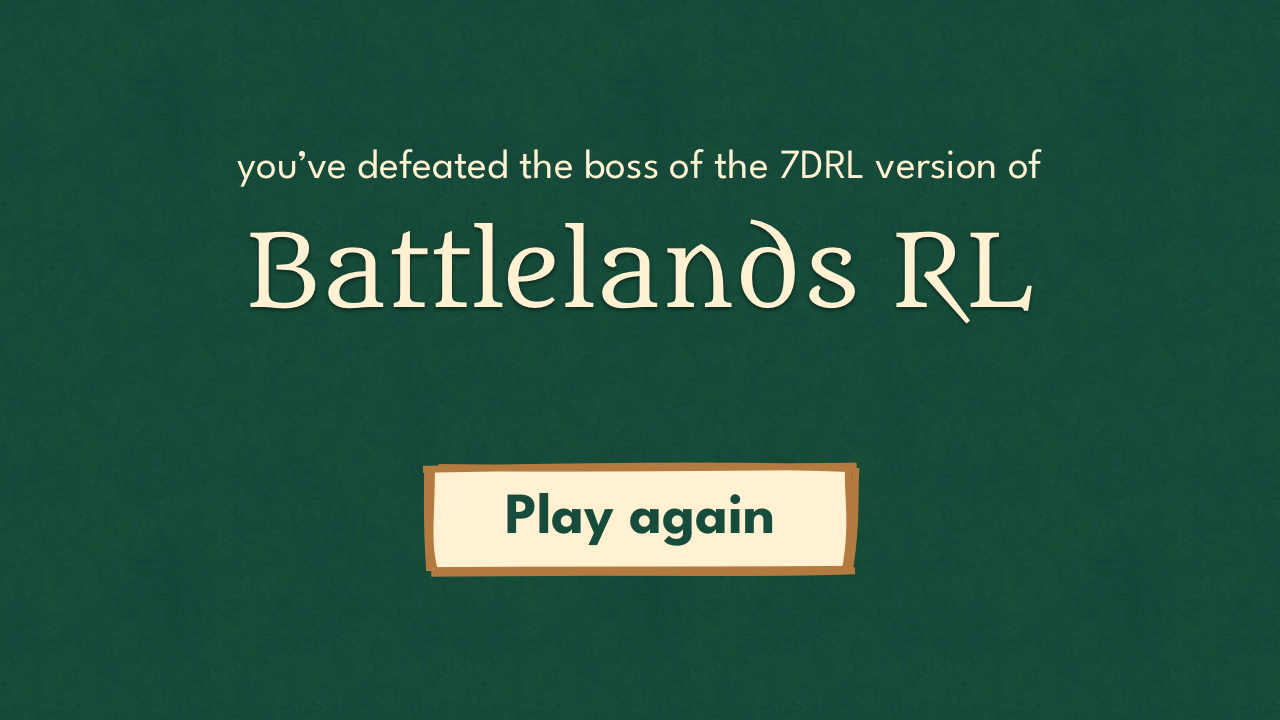 you’ve defeated the boss of the 7DRL version of
Battlelands RL
Play again